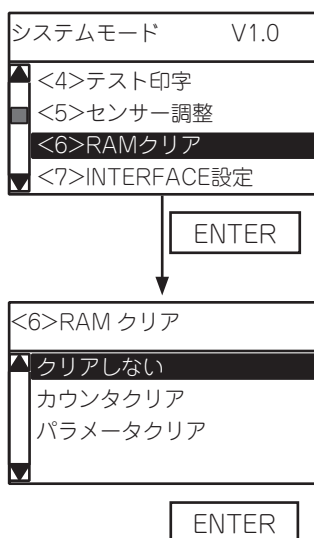 システムモード V1.0
<4>テスト印字
<5>センサー調整
<6>RAMクリア
<7>INTERFACE設定
ENTER
<6>RAM クリア
クリアしない
カウンタクリア
パラメータクリア
ENTER